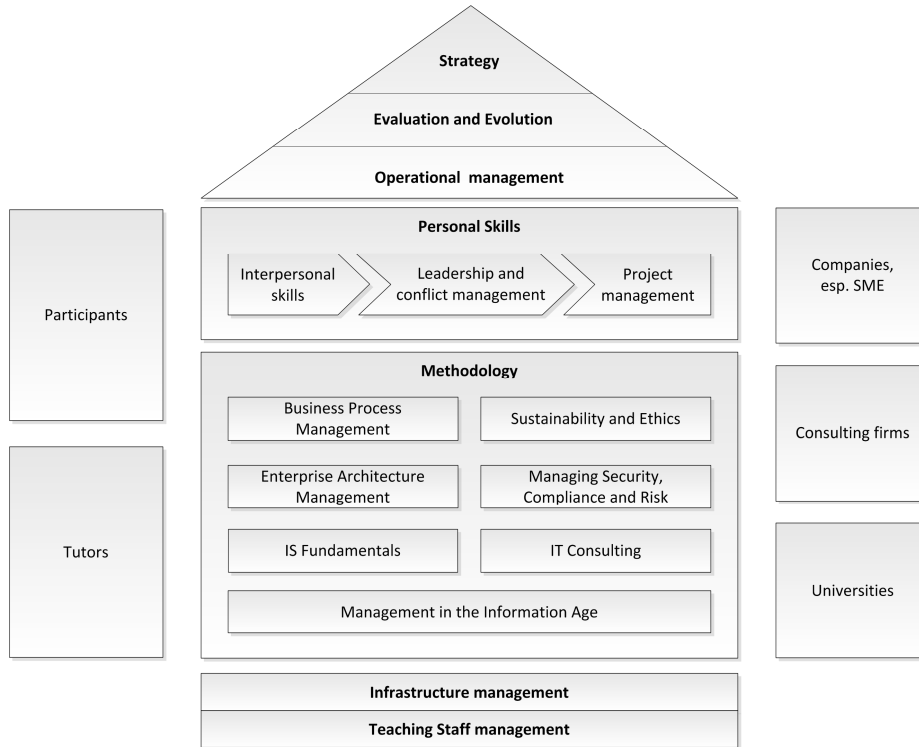 Strategy
Evaluation and Evolution
Operational management
Participants
Tutors
Personal Skills
Interpersonal
skills
Leadership and
conflict management
Project
management
Methodology
Business Process
Management
Sustainability and Ethics
Enterprise Architecture
Management
Managing Security,
Compliance and Risk
IS Fundamentals
IT Consulting
Management in the Information Age
Infrastructure management
Teaching Staff management
Companies,
esp. SME
Consulting firms
Universities